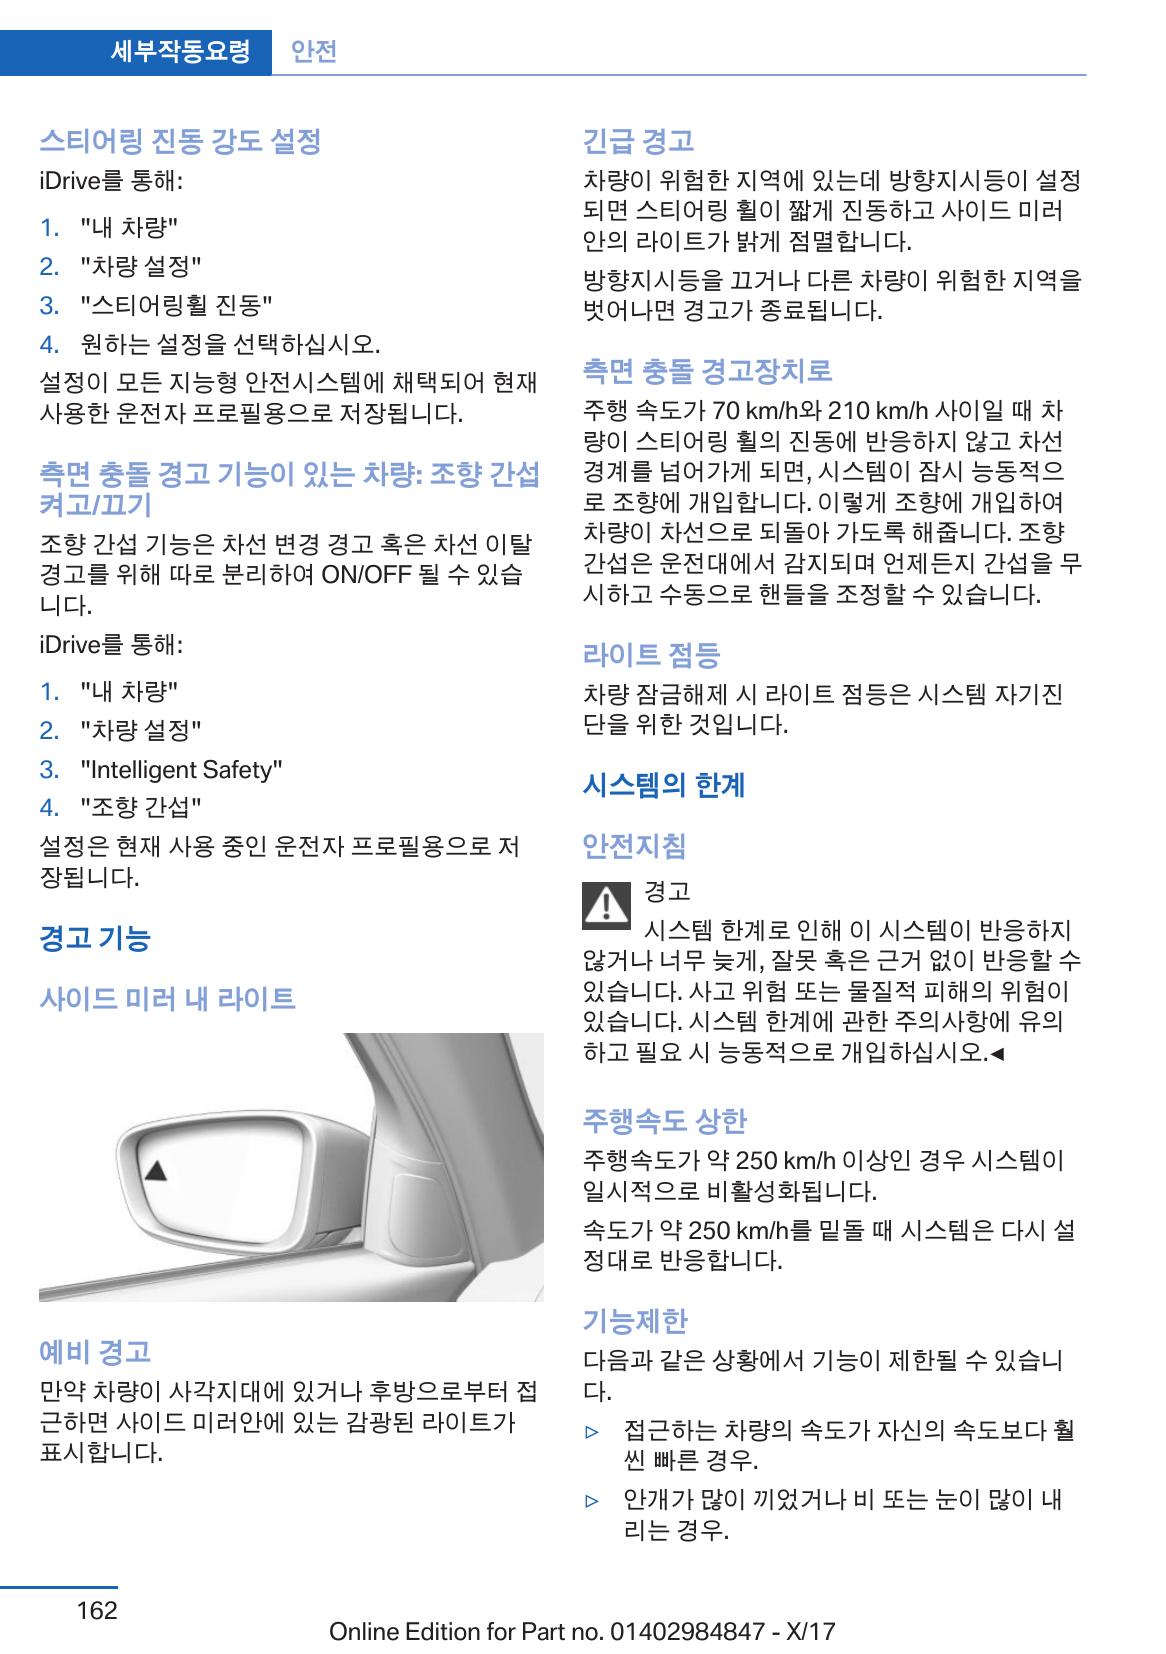 세부작동요령 안전
스티어링 진동 강도 설정
iDrive를 통해:
1. "내 차량"
2. "차량 설정"
3. "스티어링휠 진동"
4. 원하는 설정을 선택하십시오.
설정이 모든 지능형 안전시스템에 채택되어 현재
사용한 운전자 프로필용으로 저장됩니다.
측면 충돌 경고 기능이 있는 차량: 조향 간섭
켜고/끄기
조향 간섭 기능은 차선 변경 경고 혹은 차선 이탈
경고를 위해 따로 분리하여 ON/OFF 될 수 있습
니다.
iDrive를 통해:
1. "내 차량"
2. "차량 설정"
3. "Intelligent Safety"
4. "조향 간섭"
설정은 현재 사용 중인 운전자 프로필용으로 저
장됩니다.
경고 기능
사이드 미러 내 라이트
예비 경고
만약 차량이 사각지대에 있거나 후방으로부터 접
근하면 사이드 미러안에 있는 감광된 라이트가
표시합니다.
긴급 경고
차량이 위험한 지역에 있는데 방향지시등이 설정
되면 스티어링 휠이 짧게 진동하고 사이드 미러
안의 라이트가 밝게 점멸합니다.
방향지시등을 끄거나 다른 차량이 위험한 지역을
벗어나면 경고가 종료됩니다.
측면 충돌 경고장치로
주행 속도가 70 km/h와 210 km/h 사이일 때 차
량이 스티어링 휠의 진동에 반응하지 않고 차선
경계를 넘어가게 되면, 시스템이 잠시 능동적으
로 조향에 개입합니다. 이렇게 조향에 개입하여
차량이 차선으로 되돌아 가도록 해줍니다. 조향
간섭은 운전대에서 감지되며 언제든지 간섭을 무
시하고 수동으로 핸들을 조정할 수 있습니다.
라이트 점등
차량 잠금해제 시 라이트 점등은 시스템 자기진
단을 위한 것입니다.
시스템의 한계
안전지침
경고
시스템 한계로 인해 이 시스템이 반응하지
않거나 너무 늦게, 잘못 혹은 근거 없이 반응할 수
있습니다. 사고 위험 또는 물질적 피해의 위험이
있습니다. 시스템 한계에 관한 주의사항에 유의
하고 필요 시 능동적으로 개입하십시오.◄
주행속도 상한
주행속도가 약 250 km/h 이상인 경우 시스템이
일시적으로 비활성화됩니다.
속도가 약 250 km/h를 밑돌 때 시스템은 다시 설
정대로 반응합니다.
기능제한
다음과 같은 상황에서 기능이 제한될 수 있습니
다.
▷ 접근하는 차량의 속도가 자신의 속도보다 훨
씬 빠른 경우.
▷ 안개가 많이 끼었거나 비 또는 눈이 많이 내
리는 경우.
162
Online Edition for Part no. 01402984847 - X/17